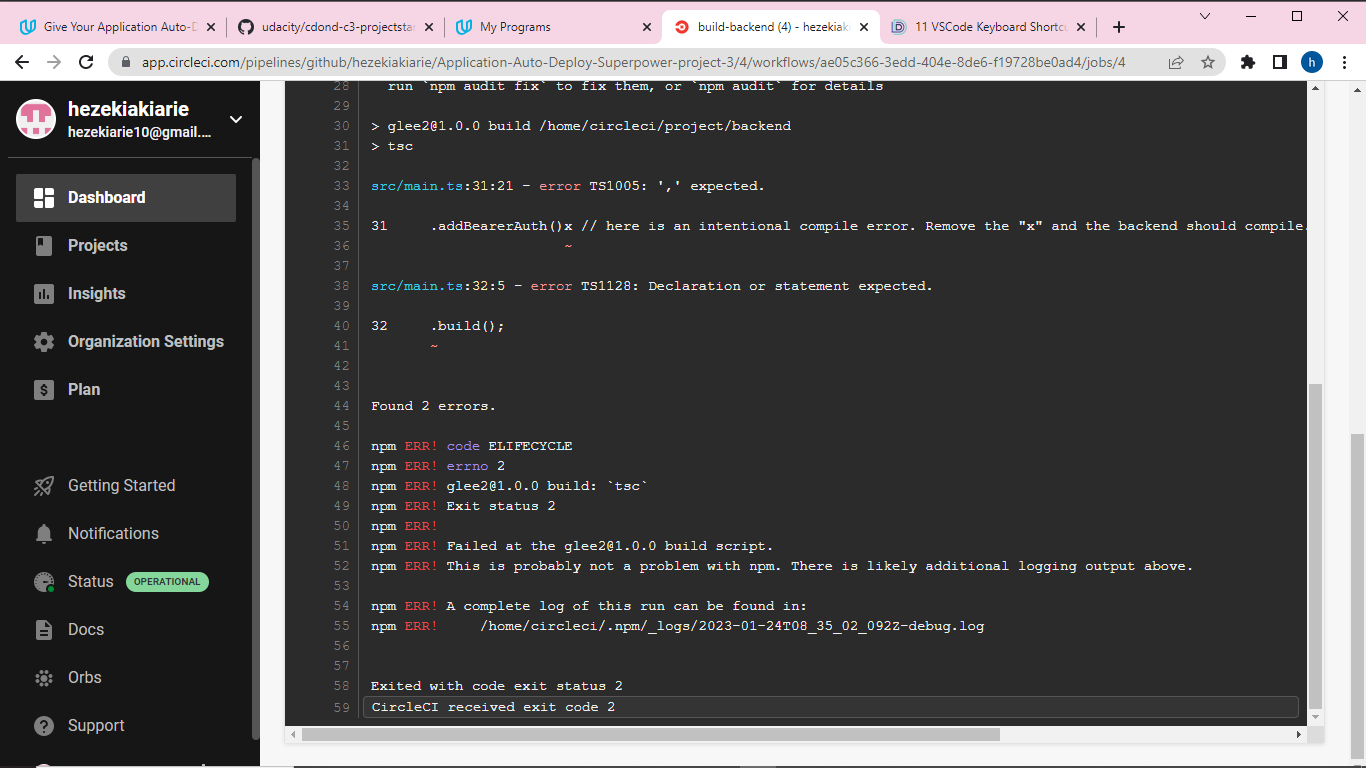 Give Your Application Auto-D
udacity/cdond-c3-projectstar
My Programs
build-backend (4) - hezekiaki
11 VSCode Keyboard Shortcu
app.circleci.com/pipelines/github/hezekiakiarie/Application-Auto-Deploy-Superpower-project-3/4/workflows/ae05c366-3edd-404e-8de6-f19728be0ad4/jobs/4
h
hezekiakiarie
hezekiarie10@gmail....
Dashboard
Projects
Insights
Organization Settings
Plan
Getting Started
Notifications
Status OPERATIONAL
Docs
Orbs
Support
28 run `npm audit fix` to fix them, or `npm audit` for details
29
30 > glee2@1.0.0 build /home/circleci/project/backend
31 > tsc
32
33 src/main.ts:31:21 - error TS1005: ',' expected.
34
35 31 .addBearerAuth()x // here is an intentional compile error. Remove the "x" and the backend should compile.
36 ~
37
38 src/main.ts:32:5 - error TS1128: Declaration or statement expected.
39
40 32 .build();
41 ~
42
43
44 Found 2 errors.
45
46 npm ERR! code ELIFECYCLE
47 npm ERR! errno 2
48 npm ERR! glee2@1.0.0 build: `tsc`
49 npm ERR! Exit status 2
50 npm ERR!
51 npm ERR! Failed at the glee2@1.0.0 build script.
52 npm ERR! This is probably not a problem with npm. There is likely additional logging output above.
53
54 npm ERR! A complete log of this run can be found in:
55 npm ERR! /home/circleci/.npm/_logs/2023-01-24T08_35_02_092Z-debug.log
56
57
58 Exited with code exit status 2
59 CircleCI received exit code 2